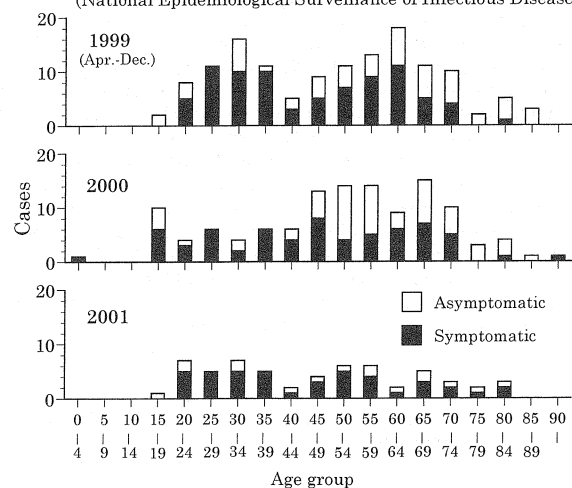 (National Epidemiological Surveillance of Infectious Disease
20
10
0
1999
(Apr.-Dec.)
20
10
0
2000
Cases
20
10
0
2001
Asymptomatic
Symptomatic
0 5 10 15 20 25 30 35 40 45 50 55 60 65 70 75 80 85 90
| | | | | | | | | | | | | | | | | | |
4 9 14 19 24 29 34 39 44 49 54 59 64 69 74 79 84 89
Age group